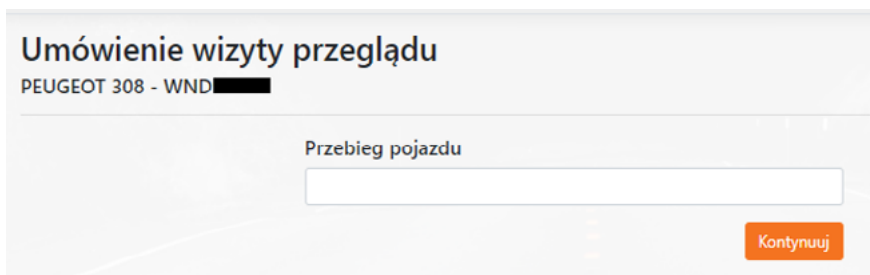 Umówienie wizyty przeglądu
PEUGEOT 308 - WND
Przebieg pojazdu
Kontynuuj